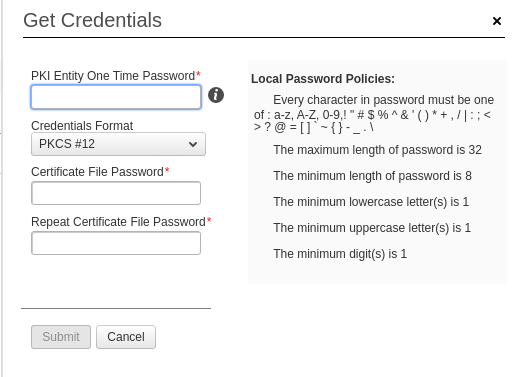 Get Credentials
×
PKI Entity One Time Password*
i
Credentials Format
PKCS #12
Certificate File Password*
Repeat Certificate File Password*
Submit
Cancel
Local Password Policies:
Every character in password must be one
of : a-z, A-Z, 0-9,! " # $ % ^ & ' ( ) * + , / | : ; <
> ? @ = [ ] ` ~ { } - _ . \
The maximum length of password is 32
The minimum length of password is 8
The minimum lowercase letter(s) is 1
The minimum uppercase letter(s) is 1
The minimum digit(s) is 1